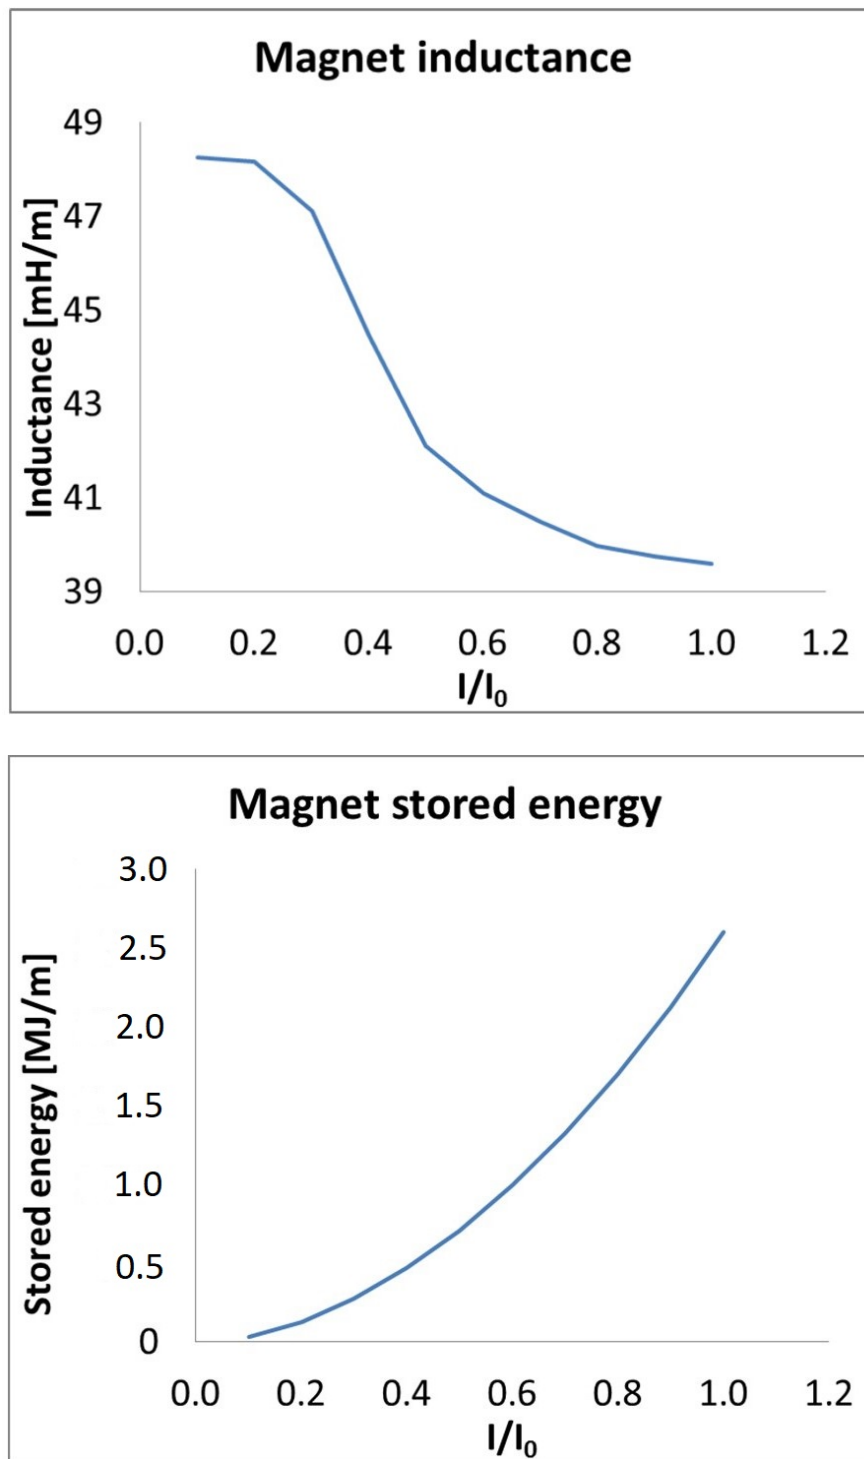 Magnet inductance
Inductance [mH/m]
49
47
45
43
41
39
0.0 0.2 0.4 0.6 0.8 1.0 1.2
I/I₀
Magnet stored energy
Stored energy [MJ/m]
3.0
2.5
2.0
1.5
1.0
0.5
0
0.0 0.2 0.4 0.6 0.8 1.0 1.2
I/I₀